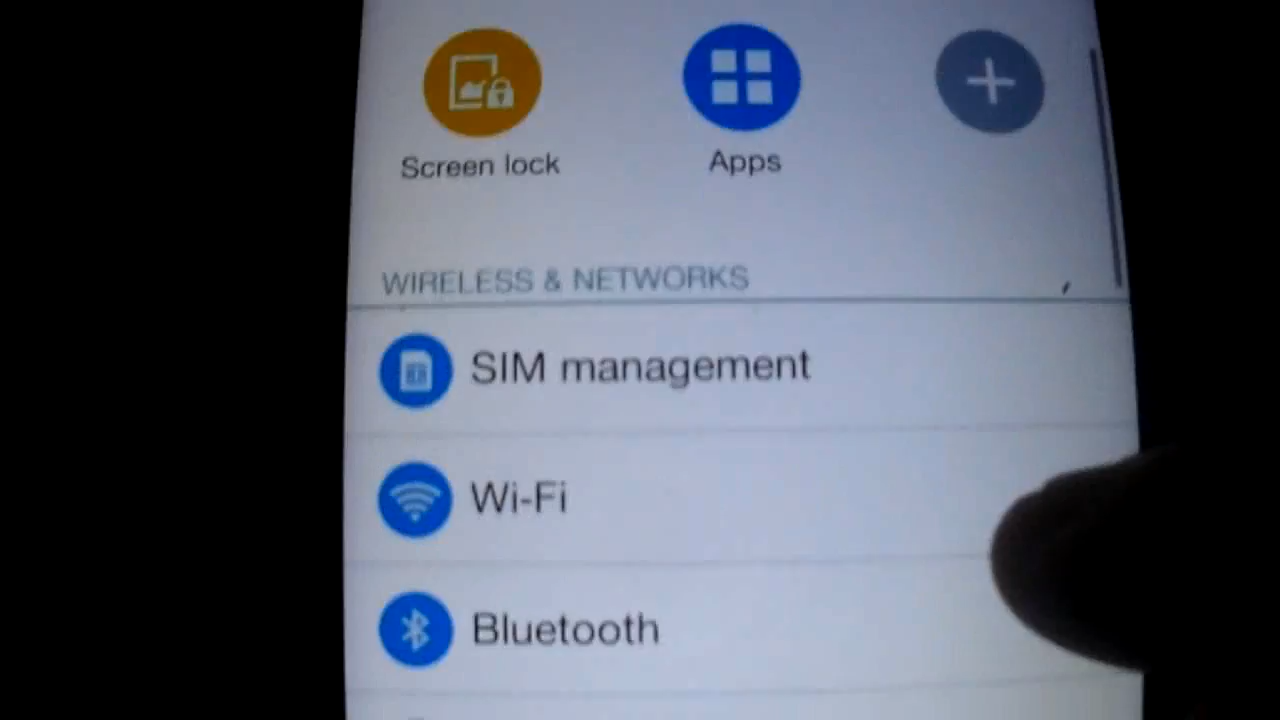 Screen lock
Apps
WIRELESS & NETWORKS
SIM management
Wi-Fi
Bluetooth